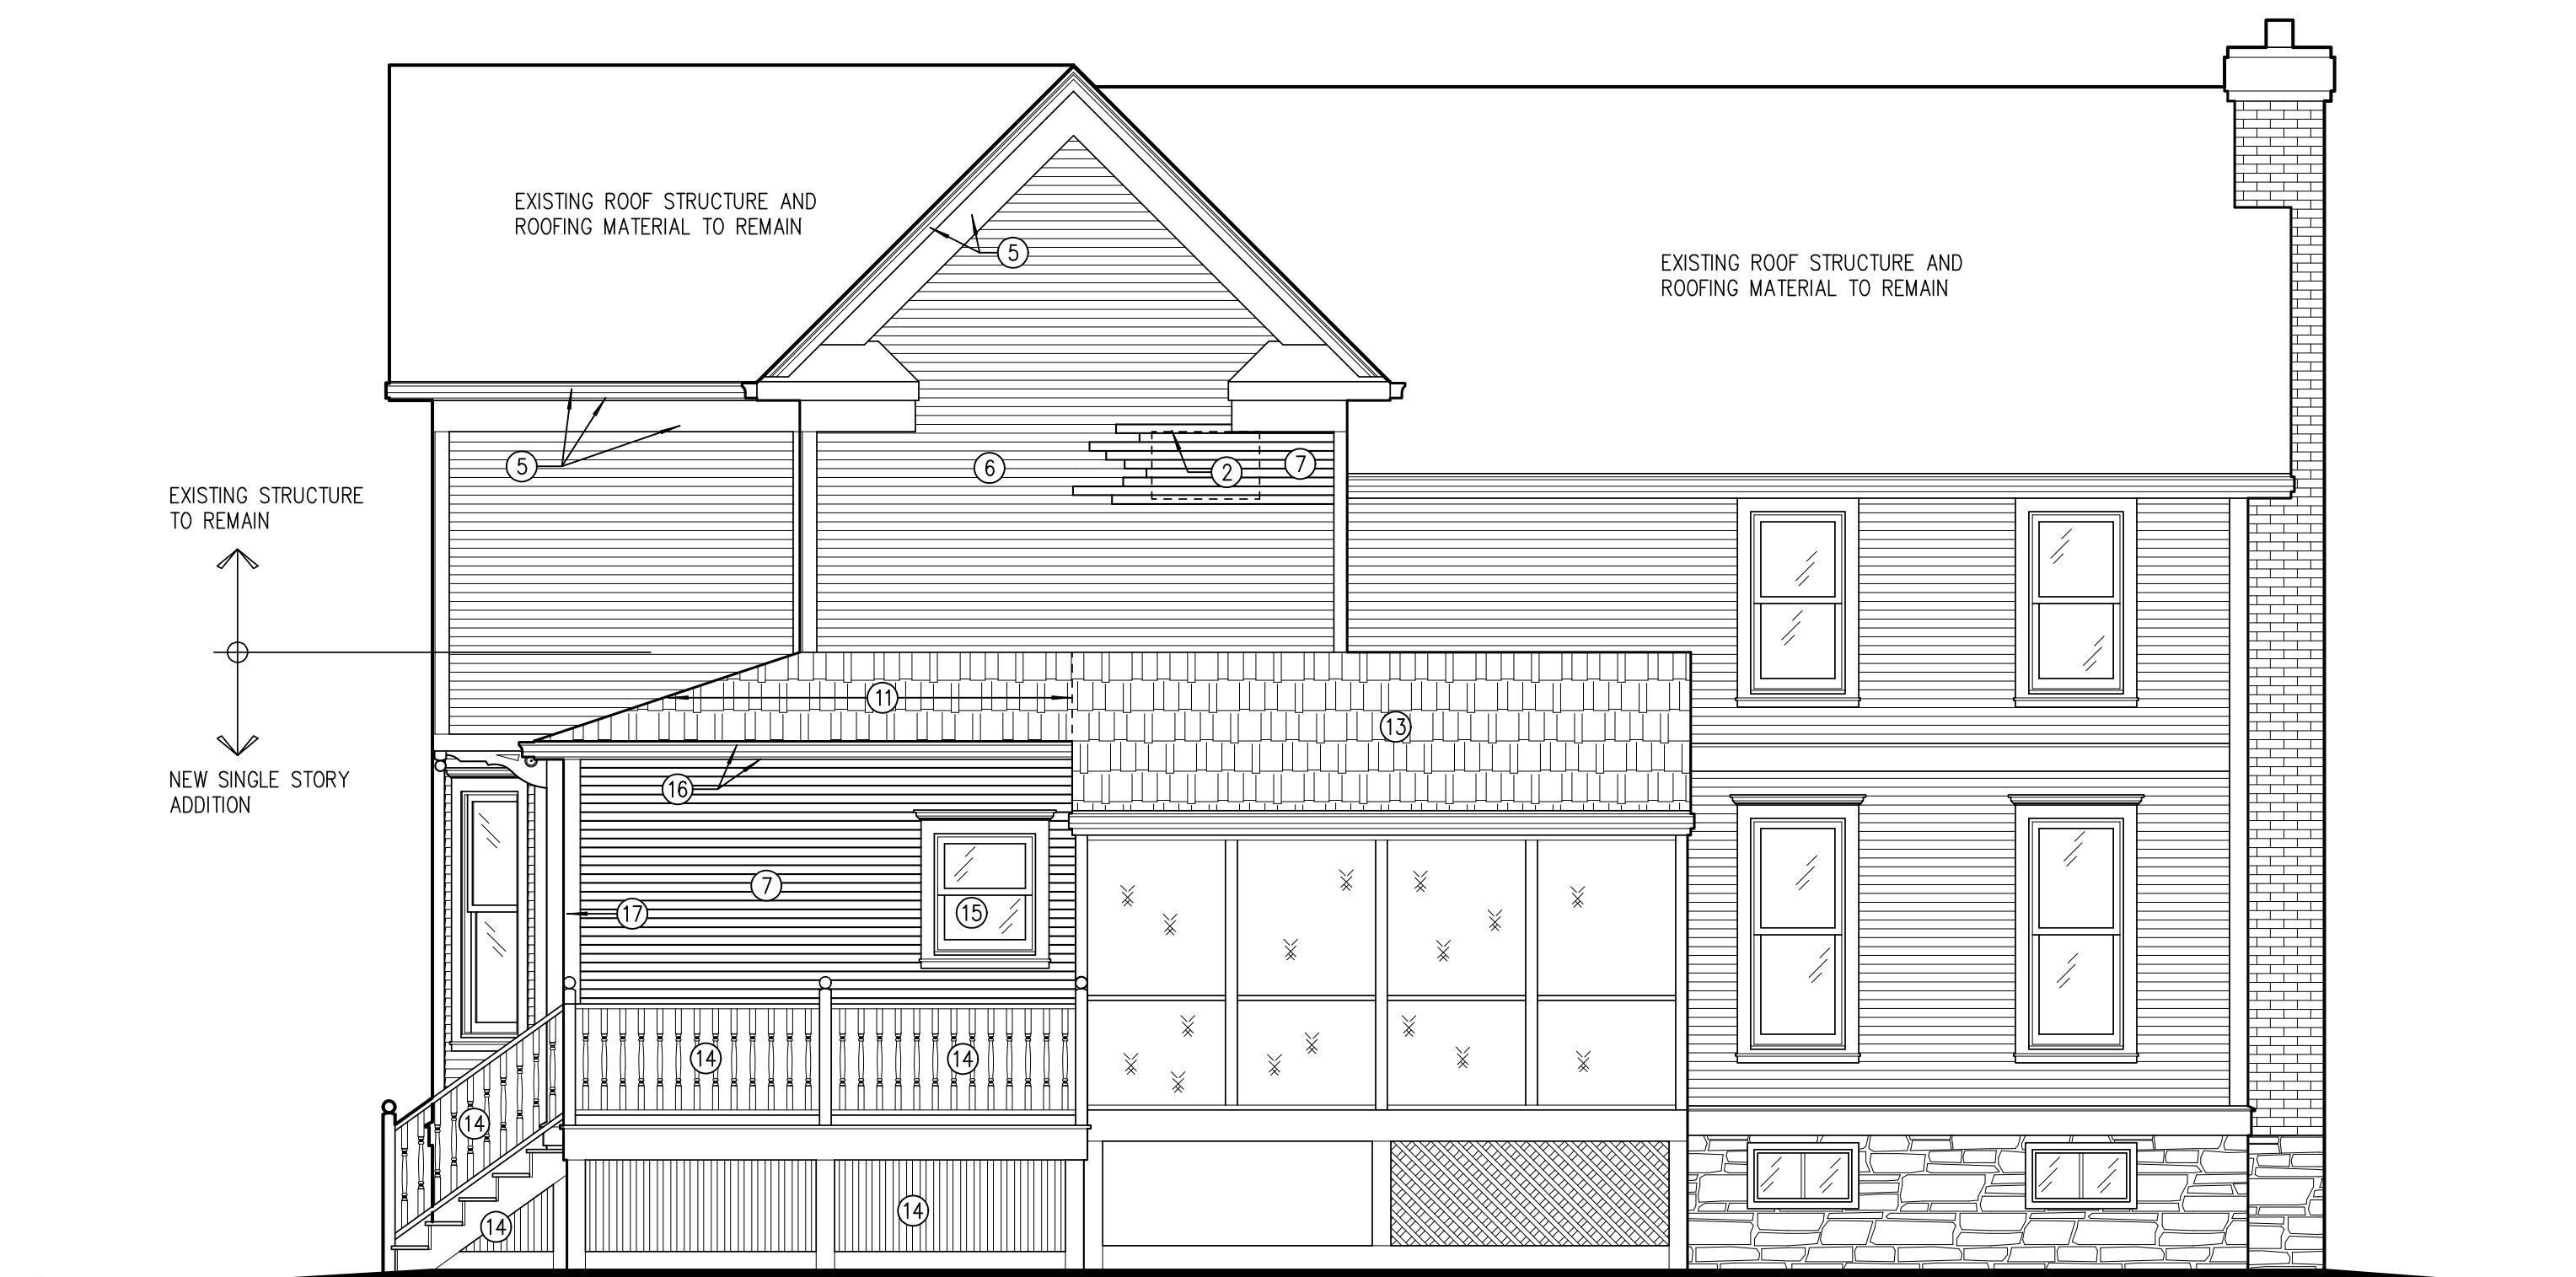 EXISTING ROOF STRUCTURE AND
ROOFING MATERIAL TO REMAIN
5
EXISTING ROOF STRUCTURE AND
ROOFING MATERIAL TO REMAIN
5
6
2
7
EXISTING STRUCTURE
TO REMAIN
11
13
NEW SINGLE STORY
ADDITION
16
7
15
17
14
14
14
14
14